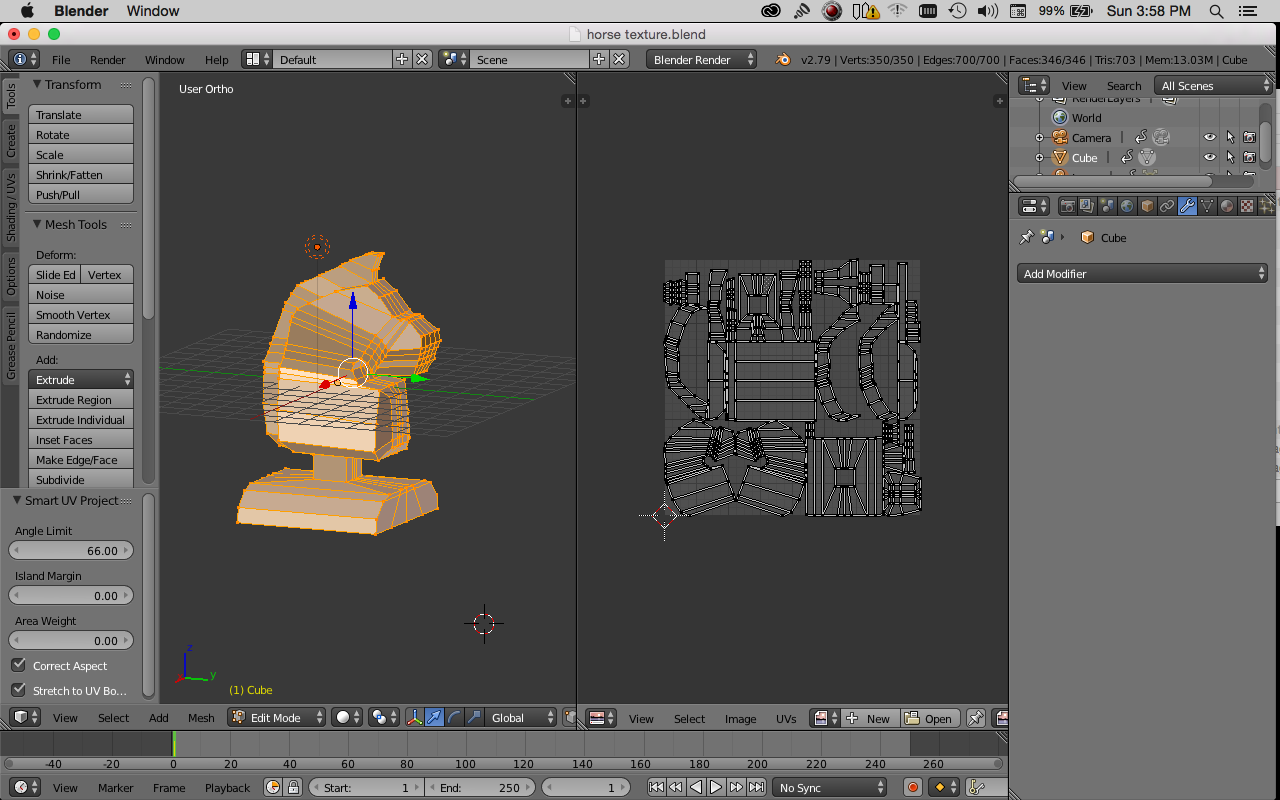 Blender Window 99% Sun 3:58 PM
horse texture.blend
File Render Window Help Default Scene Blender Render v2.79 | Verts:350/350 | Edges:700/700 | Faces:346/346 | Tris:703 | Mem:13.03M | Cube
Tools
Create
Shading / UVs
Options
Grease Pencil
Transform
Translate
Rotate
Scale
Shrink/Fatten
Push/Pull
Mesh Tools
Deform:
Slide Ed Vertex
Noise
Smooth Vertex
Randomize
Add:
Extrude
Extrude Region
Extrude Individual
Inset Faces
Make Edge/Face
Subdivide
Smart UV Project
Angle Limit
66.00
Island Margin
0.00
Area Weight
0.00
Correct Aspect
Stretch to UV Bo...
User Ortho
z
x
y
(1) Cube
View Select Add Mesh Edit Mode Global
View Select Image UVs New Open
View Search All Scenes
RenderLayers
World
Camera
Cube
Cube
Add Modifier
-40 -20 0 20 40 60 80 100 120 140 160 180 200 220 240 260
View Marker Frame Playback Start: 1 End: 250 1 No Sync